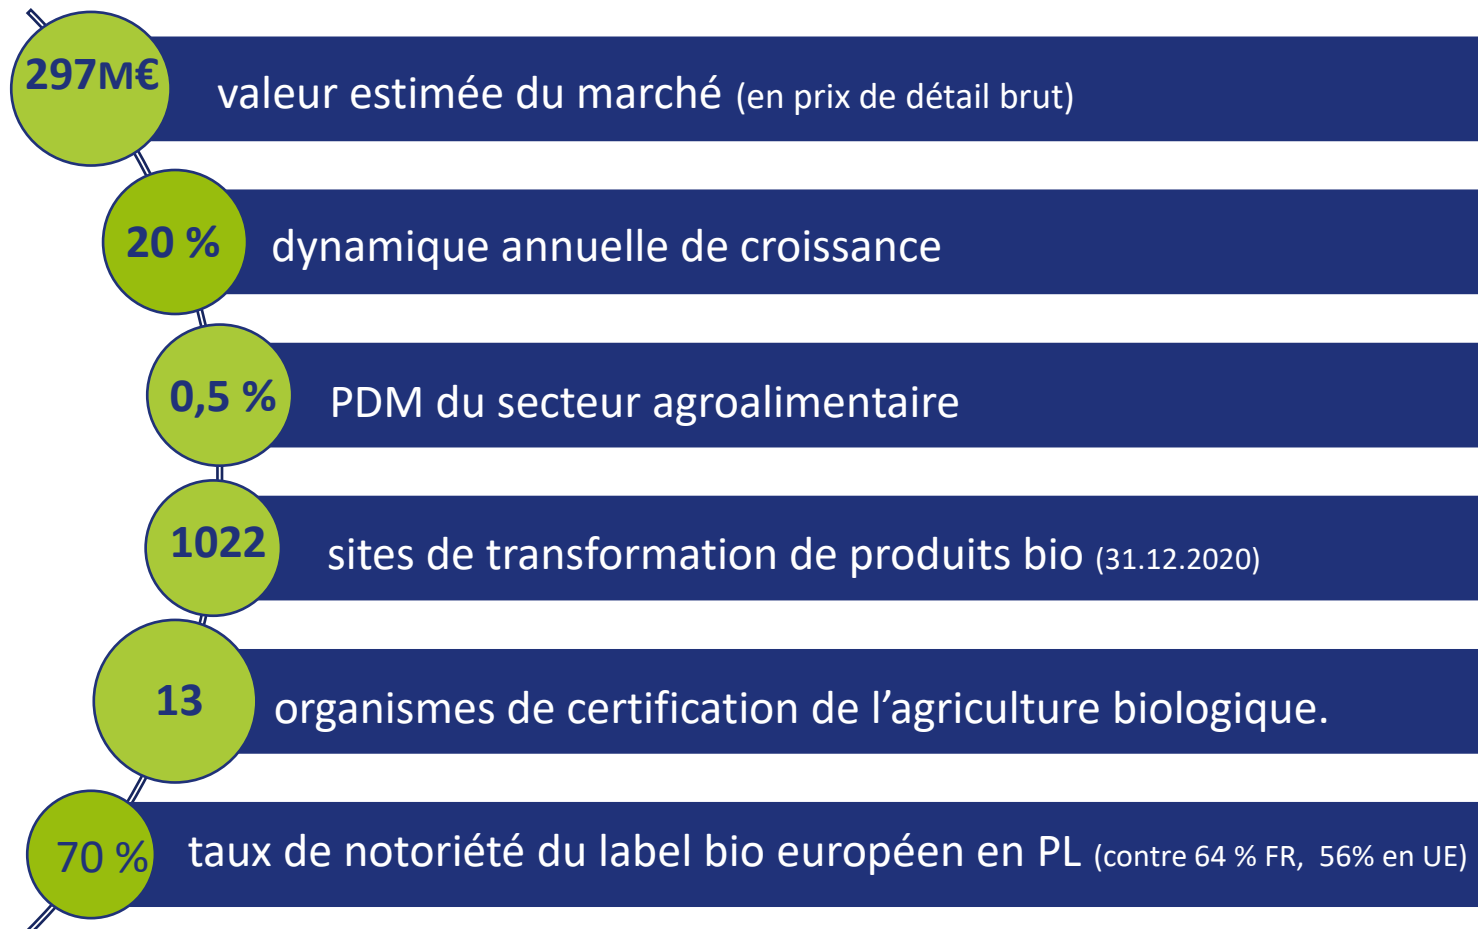 297M€ valeur estimée du marché (en prix de détail brut)
20 % dynamique annuelle de croissance
0,5 % PDM du secteur agroalimentaire
1022 sites de transformation de produits bio (31.12.2020)
13 organismes de certification de l’agriculture biologique.
70 % taux de notoriété du label bio européen en PL (contre 64 % FR, 56% en UE)